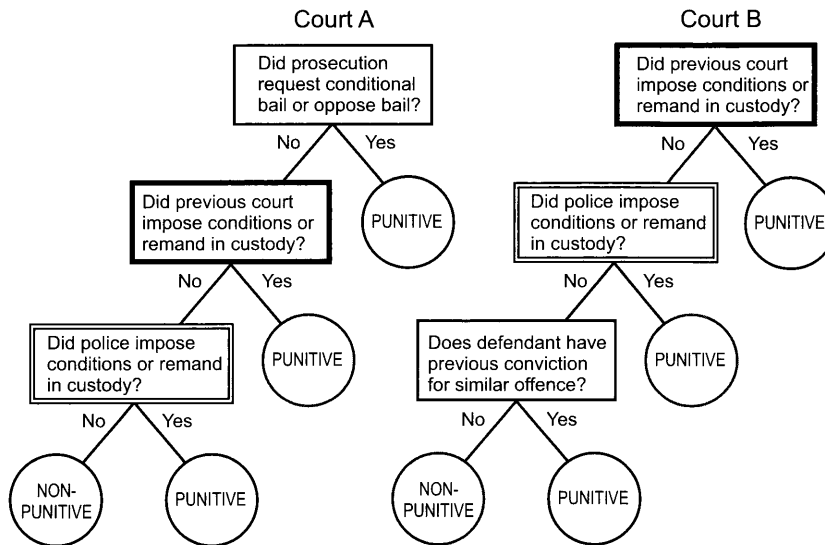 Court A
Did prosecution
request conditional
bail or oppose bail?
No
Yes
Did previous court
impose conditions or
remand in custody?
PUNITIVE
No
Yes
Did police impose
conditions or remand
in custody?
PUNITIVE
No
Yes
NON-
PUNITIVE
PUNITIVE
Court B
Did previous court
impose conditions or
remand in custody?
No
Yes
Did police impose
conditions or remand
in custody?
PUNITIVE
No
Yes
Does defendant have
previous conviction
for similar offence?
PUNITIVE
No
Yes
NON-
PUNITIVE
PUNITIVE